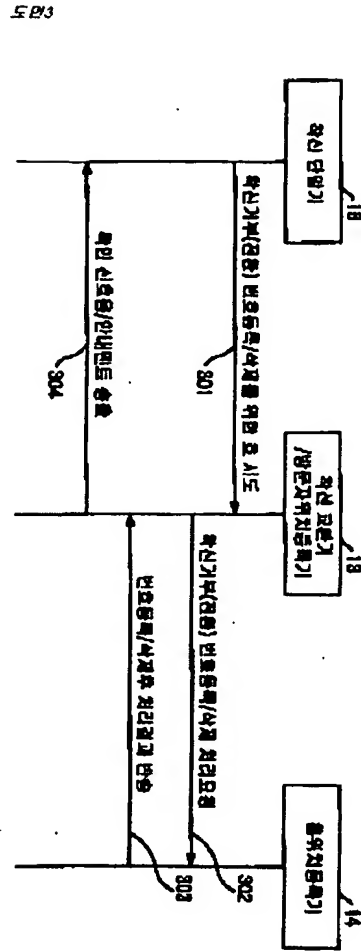 도면3
착신 단말기
18
착신 교환기
/방문자위치등록기
18
홈위치등록기
14
착신거부(전환) 번호등록/삭제를 위한 호 시도
301
착신거부(전환) 번호등록/삭제 처리요청
302
번호등록/삭제후 처리결과 반송
303
확인 신호음/안내멘트 송출
304